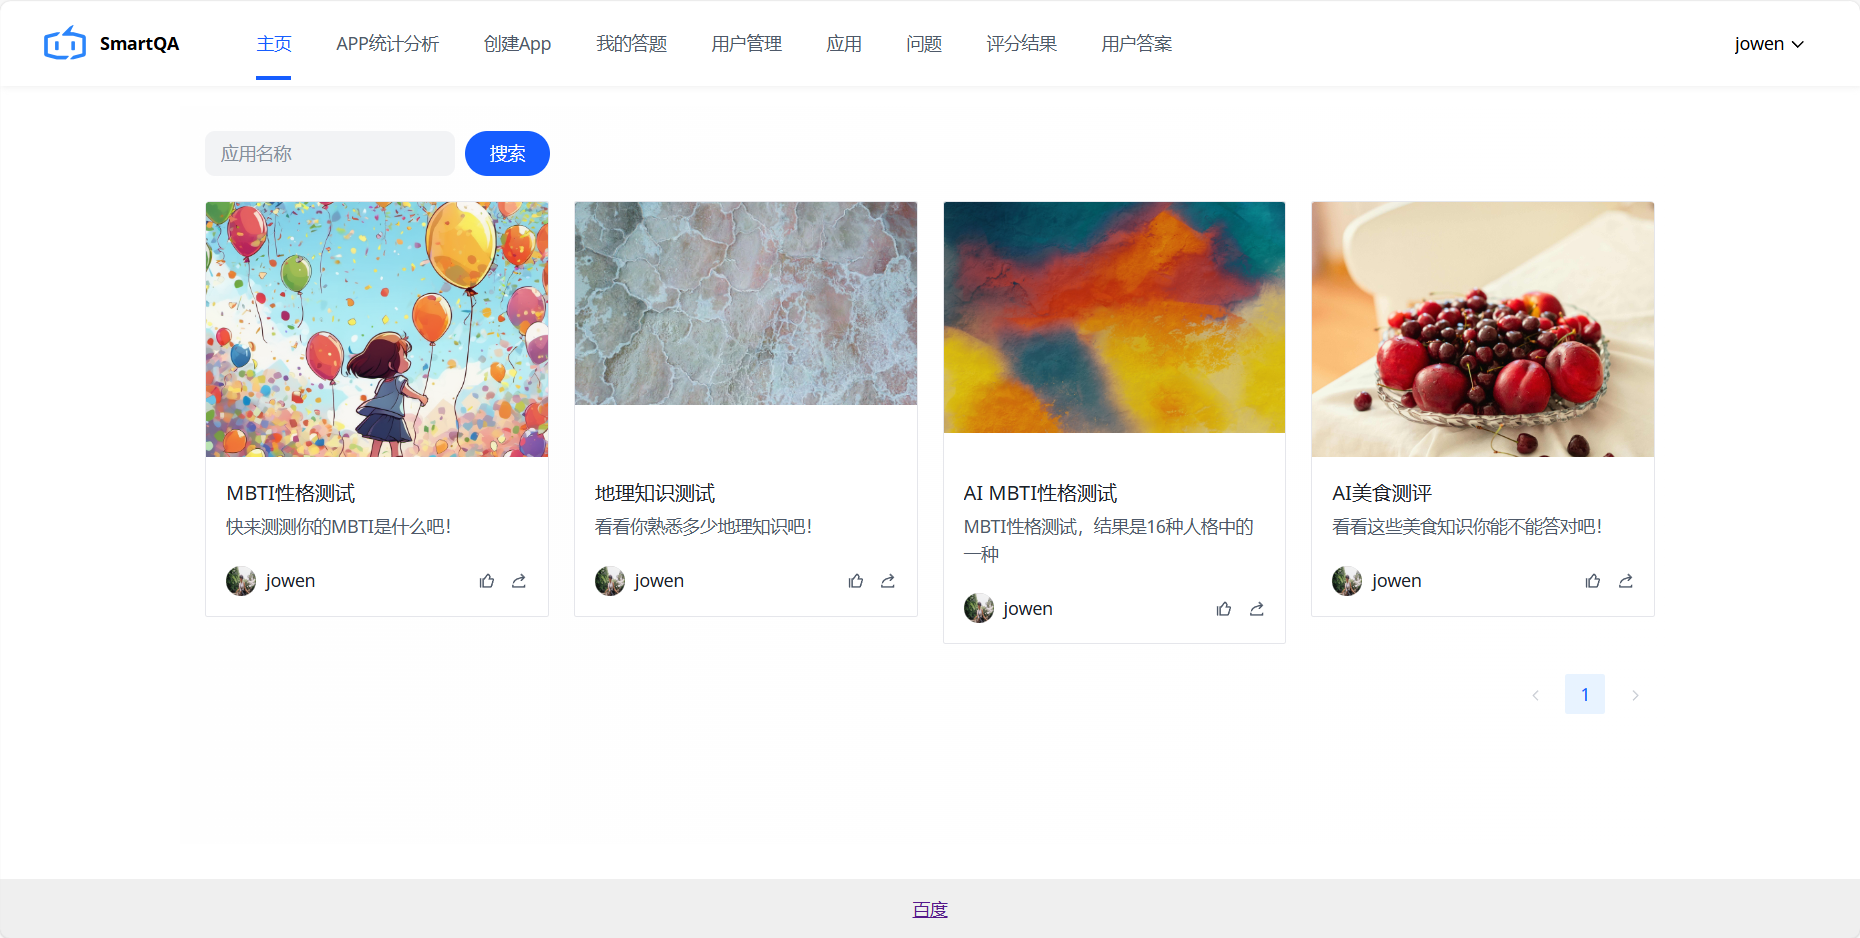 SmartQA
主页
APP统计分析
创建App
我的答题
用户管理
应用
问题
评分结果
用户答案
jowen
应用名称
搜索
MBTI性格测试
快来测测你的MBTI是什么吧！
jowen
地理知识测试
看看你熟悉多少地理知识吧！
jowen
AI MBTI性格测试
MBTI性格测试，结果是16种人格中的
一种
jowen
AI美食测评
看看这些美食知识你能不能答对吧！
jowen
1
百度